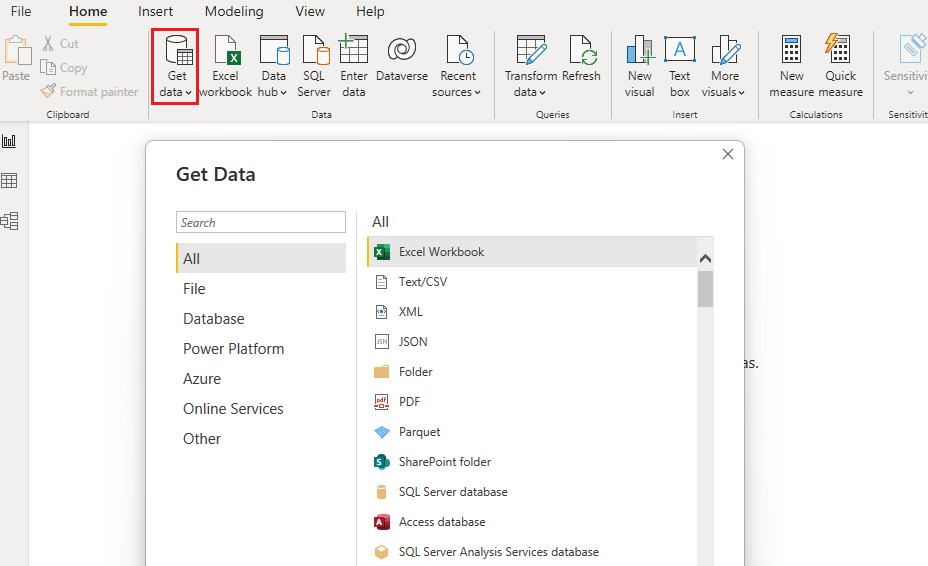 File Home Insert Modeling View Help
Paste
Cut
Copy
Format painter
Clipboard
Get data
Excel workbook
Data hub
SQL Server
Enter data
Dataverse
Recent sources
Data
Transform data
Refresh
Queries
New visual
Text box
More visuals
Insert
New measure
Quick measure
Calculations
Sensitivi
Sensitivit
Get Data
Search
All
File
Database
Power Platform
Azure
Online Services
Other
All
Excel Workbook
Text/CSV
XML
JSON
Folder
PDF
Parquet
SharePoint folder
SQL Server database
Access database
SQL Server Analysis Services database
as.